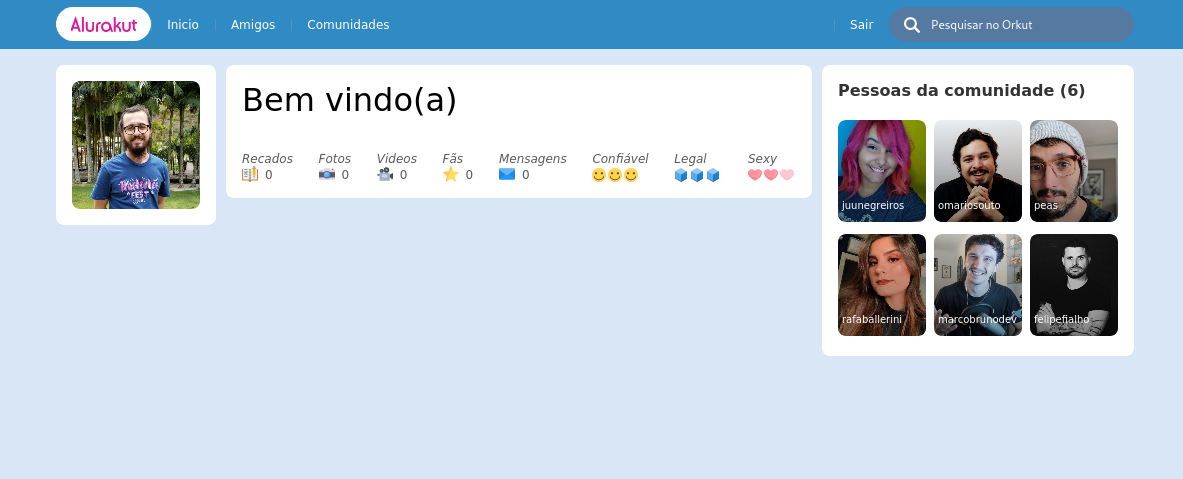 Alurakut
Inicio
Amigos
Comunidades
Sair
Pesquisar no Orkut
Bem vindo(a)
Recados
0
Fotos
0
Videos
0
Fãs
0
Mensagens
0
Confiável
Legal
Sexy
Pessoas da comunidade (6)
juunegreiros
omariosouto
peas
rafaballerini
marcobrunodev
felipefialho